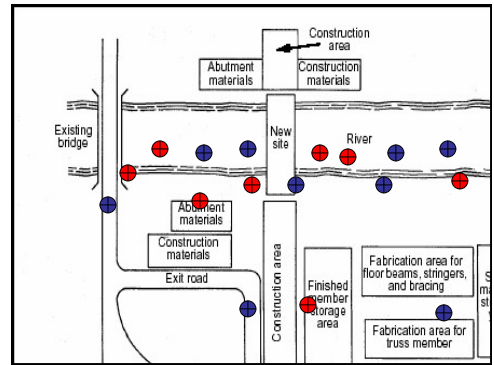 Construction
area
Abutment
materials
Construction
materials
Existing
bridge
New
site
River
Abutment
materials
Construction
materials
Exit road
Construction area
Finished
member
storage
area
Fabrication area for
floor beams, stringers,
and bracing
Fabrication area for
truss member